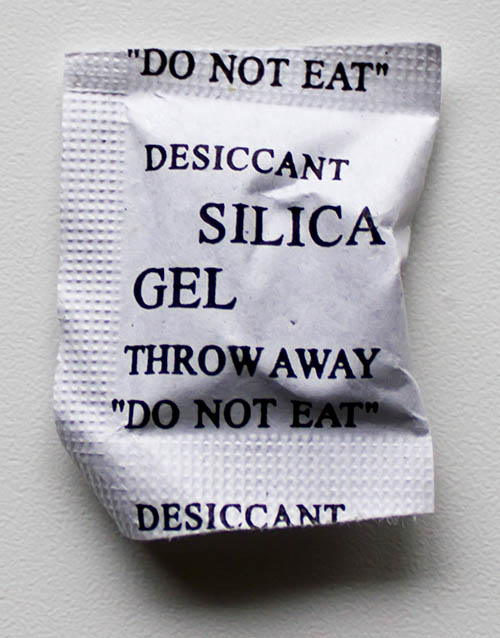 "DO NOT EAT"
DESICCANT
SILICA
GEL
THROW AWAY
"DO NOT EAT"
DESICCANT